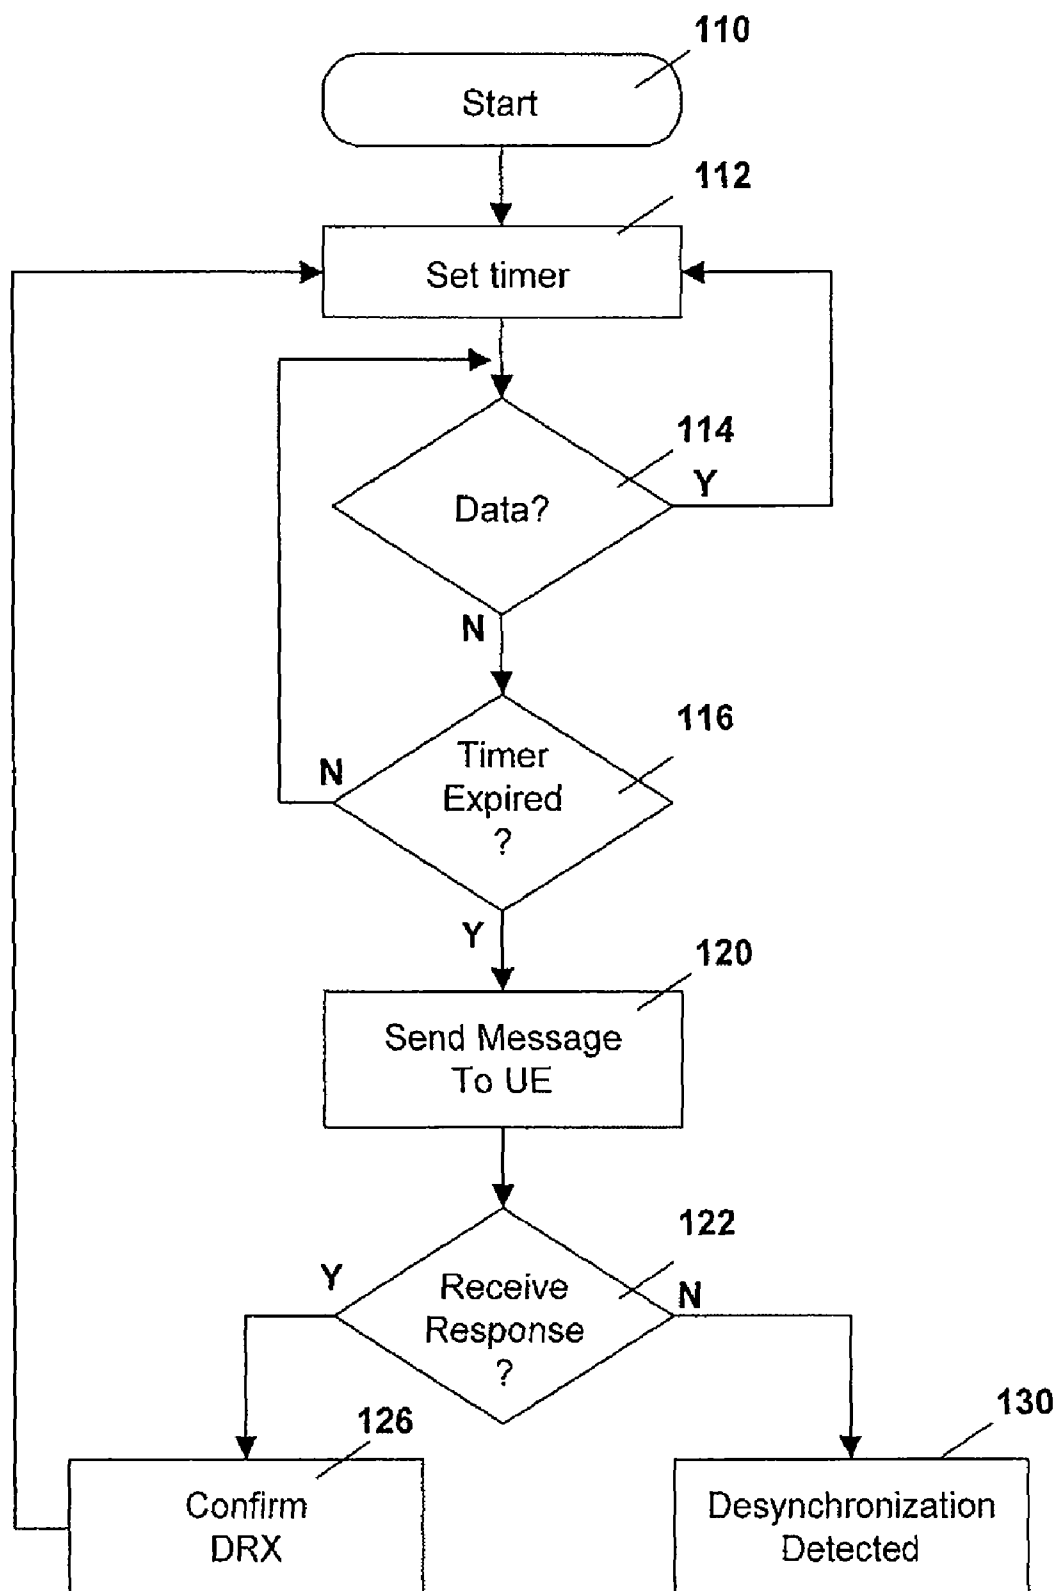 110
Start
112
Set timer
114
Y
Data?
N
116
N
Timer
Expired
?
Y
120
Send Message
To UE
122
Y
N
Receive
Response
?
126
130
Confirm
DRX
Desynchronization
Detected